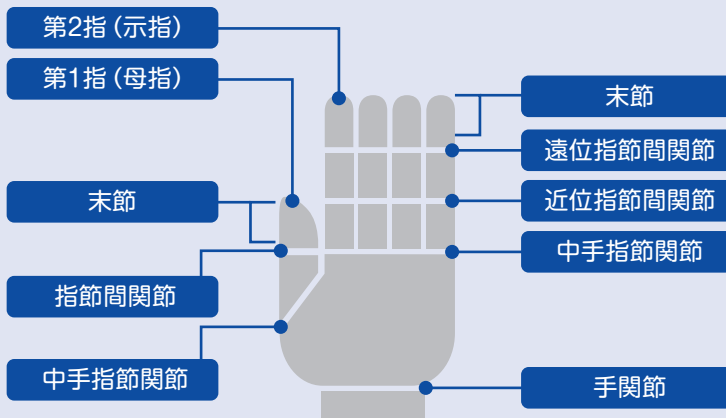 第2指（示指）
第1指（母指）
末節
指節間関節
中手指節関節
末節
遠位指節間関節
近位指節間関節
中手指節関節
手関節